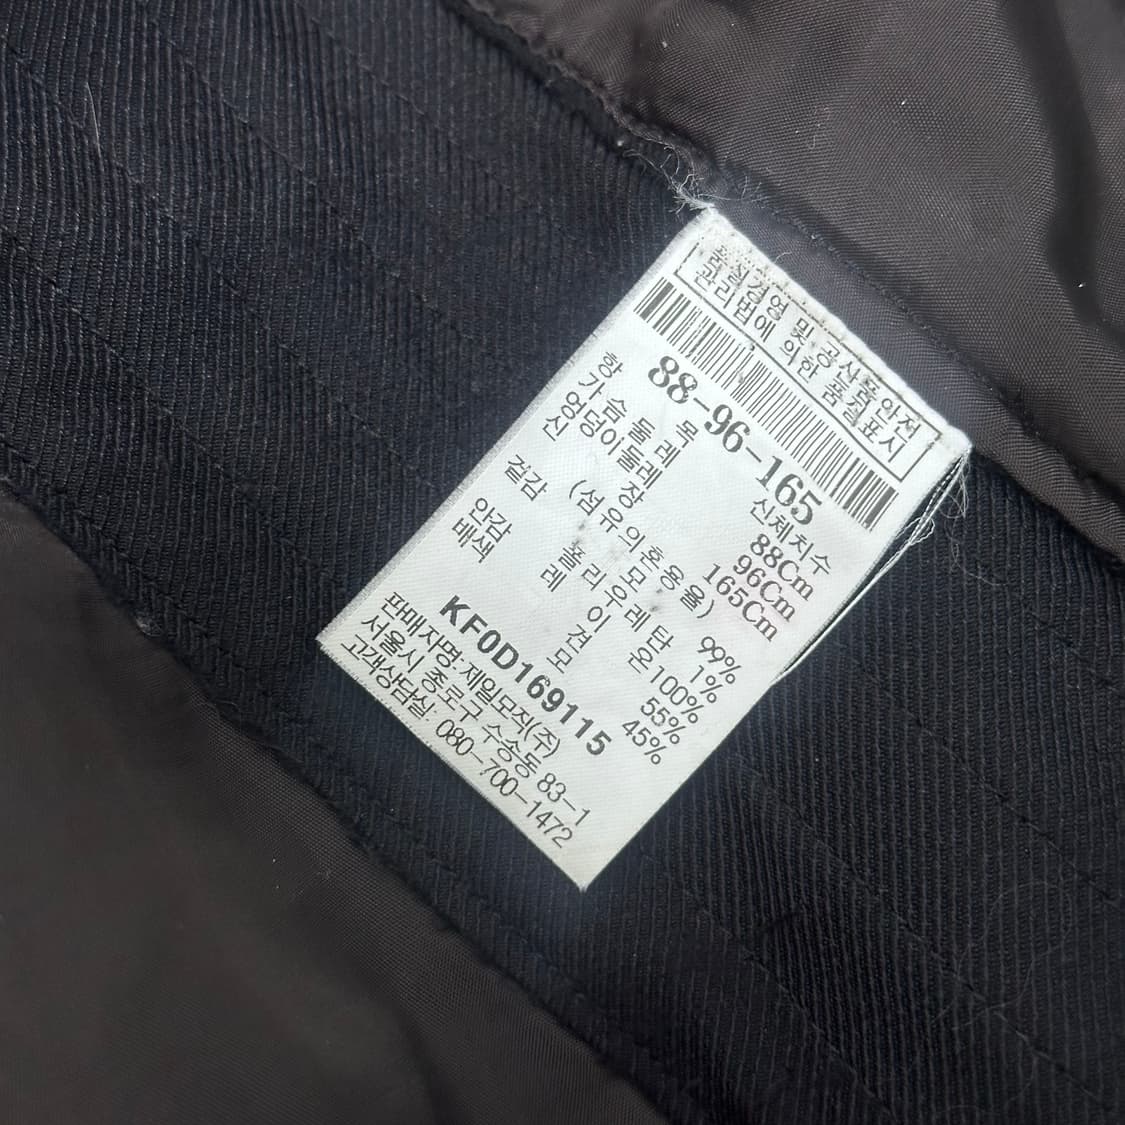 품질경영 및 공산품안전
관리법에 의한 품질표시
88-96-165
항 목 신체치수
가 슴 둘 레 88Cm
엉덩이둘레 96Cm
신 장 165Cm
(섬유의혼용율)
겉감 모 99%
폴리우레탄 1%
안감 레 이 온 100%
배색 견 55%
모 45%
KF0D169115
판매자명:제일모직(주)
서울시 종로구 수송동 83-1
고객상담실: 080-700-1472